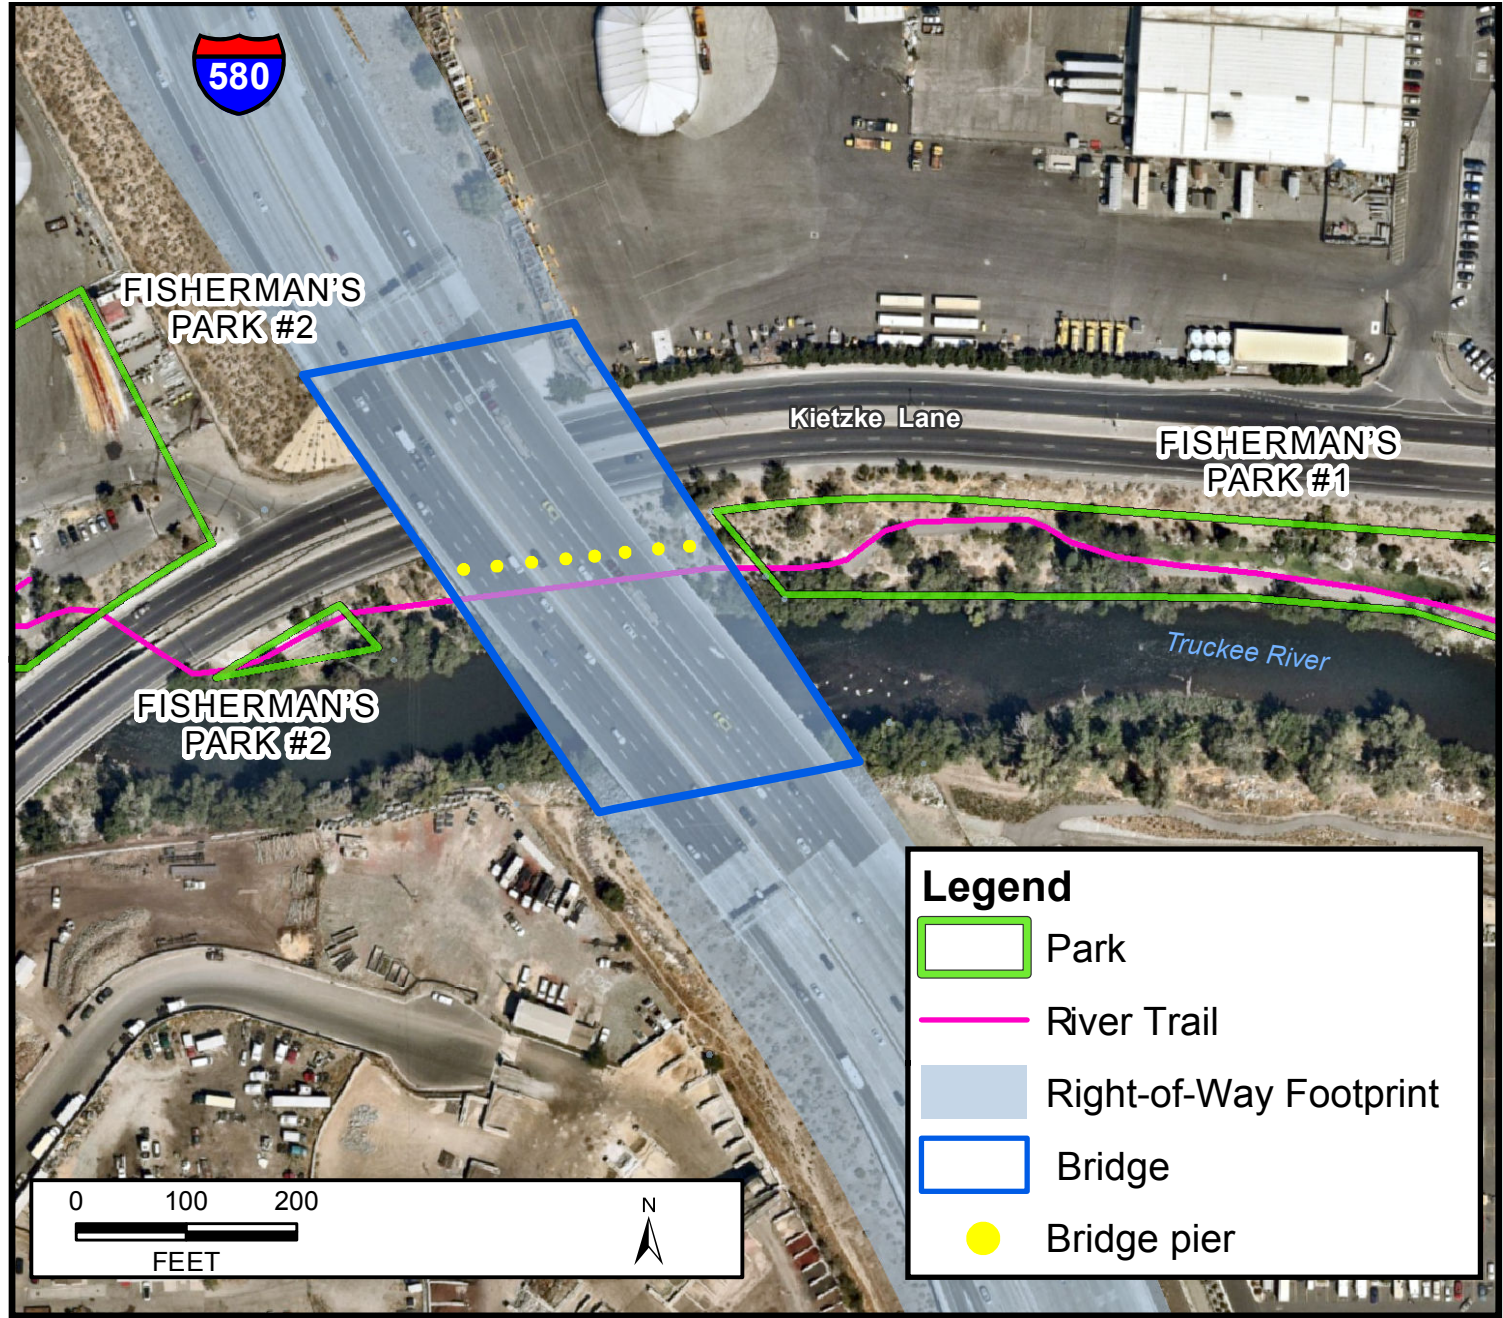 580
FISHERMAN'S
PARK #2
Kietzke Lane
FISHERMAN'S
PARK #1
Truckee River
FISHERMAN'S
PARK #2
Legend
Park
River Trail
Right-of-Way Footprint
Bridge
Bridge pier
0 100 200
FEET
N